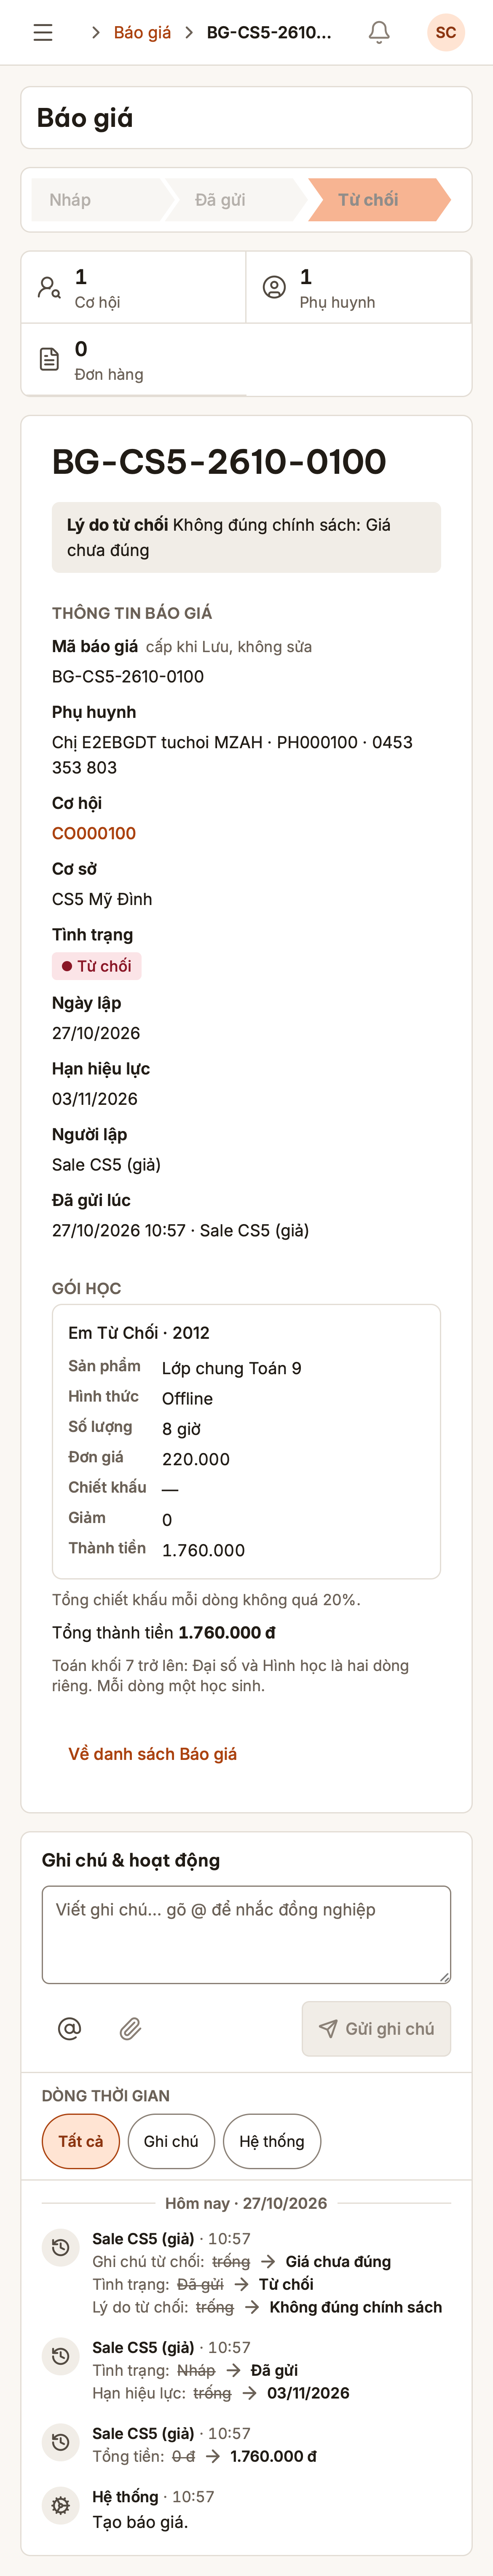 Báo giá BG-CS5-2610... SC
Báo giá
Nháp Đã gửi Từ chối
1
Cơ hội
1
Phụ huynh
0
Đơn hàng
BG-CS5-2610-0100
Lý do từ chối Không đúng chính sách: Giá
chưa đúng
THÔNG TIN BÁO GIÁ
Mã báo giá cấp khi Lưu, không sửa
BG-CS5-2610-0100
Phụ huynh
Chị E2EBGDT tuchoi MZAH · PH000100 · 0453
353 803
Cơ hội
CO000100
Cơ sở
CS5 Mỹ Đình
Tình trạng
Từ chối
Ngày lập
27/10/2026
Hạn hiệu lực
03/11/2026
Người lập
Sale CS5 (giả)
Đã gửi lúc
27/10/2026 10:57 · Sale CS5 (giả)
GÓI HỌC
Em Từ Chối · 2012
Sản phẩm Lớp chung Toán 9
Hình thức Offline
Số lượng 8 giờ
Đơn giá 220.000
Chiết khấu —
Giảm 0
Thành tiền 1.760.000
Tổng chiết khấu mỗi dòng không quá 20%.
Tổng thành tiền 1.760.000 đ
Toán khối 7 trở lên: Đại số và Hình học là hai dòng
riêng. Mỗi dòng một học sinh.
Về danh sách Báo giá
Ghi chú & hoạt động
Viết ghi chú... gõ @ để nhắc đồng nghiệp
@ Gửi ghi chú
DÒNG THỜI GIAN
Tất cả Ghi chú Hệ thống
Hôm nay · 27/10/2026
Sale CS5 (giả) · 10:57
Ghi chú từ chối: trống → Giá chưa đúng
Tình trạng: Đã gửi → Từ chối
Lý do từ chối: trống → Không đúng chính sách
Sale CS5 (giả) · 10:57
Tình trạng: Nháp → Đã gửi
Hạn hiệu lực: trống → 03/11/2026
Sale CS5 (giả) · 10:57
Tổng tiền: 0 đ → 1.760.000 đ
Hệ thống · 10:57
Tạo báo giá.